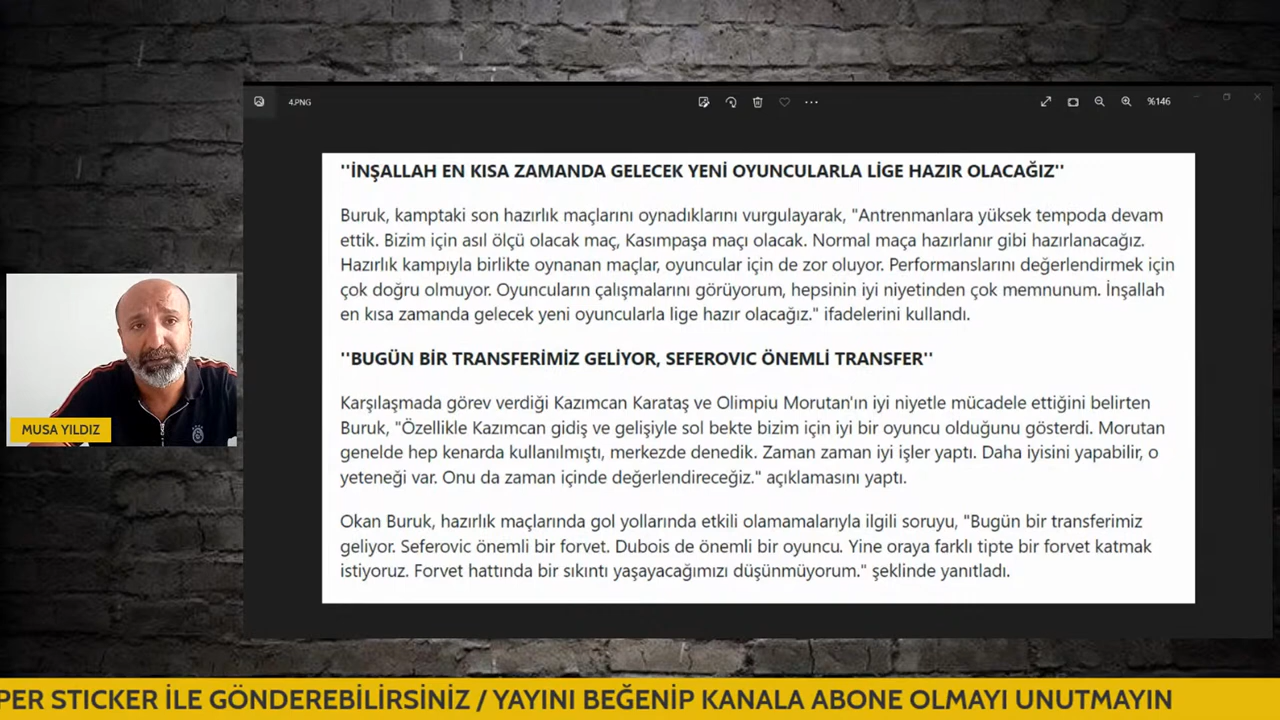 4.PNG
%146
''İNŞALLAH EN KISA ZAMANDA GELECEK YENİ OYUNCULARLA LİGE HAZIR OLACAĞIZ''
Buruk, kamptaki son hazırlık maçlarını oynadıklarını vurgulayarak, "Antrenmanlara yüksek tempoda devam
ettik. Bizim için asıl ölçü olacak maç, Kasımpaşa maçı olacak. Normal maça hazırlanır gibi hazırlanacağız.
Hazırlık kampıyla birlikte oynanan maçlar, oyuncular için de zor oluyor. Performanslarını değerlendirmek için
çok doğru olmuyor. Oyuncuların çalışmalarını görüyorum, hepsinin iyi niyetinden çok memnunum. İnşallah
en kısa zamanda gelecek yeni oyuncularla lige hazır olacağız." ifadelerini kullandı.
''BUGÜN BİR TRANSFERİMİZ GELİYOR, SEFEROVIC ÖNEMLİ TRANSFER''
Karşılaşmada görev verdiği Kazımcan Karataş ve Olimpiu Morutan'ın iyi niyetle mücadele ettiğini belirten
Buruk, "Özellikle Kazımcan gidiş ve gelişiyle sol bekte bizim için iyi bir oyuncu olduğunu gösterdi. Morutan
genelde hep kenarda kullanılmıştı, merkezde denedik. Zaman zaman iyi işler yaptı. Daha iyisini yapabilir, o
yeteneği var. Onu da zaman içinde değerlendireceğiz." açıklamasını yaptı.
Okan Buruk, hazırlık maçlarında gol yollarında etkili olamamalarıyla ilgili soruyu, "Bugün bir transferimiz
geliyor. Seferovic önemli bir forvet. Dubois de önemli bir oyuncu. Yine oraya farklı tipte bir forvet katmak
istiyoruz. Forvet hattında bir sıkıntı yaşayacağımızı düşünmüyorum." şeklinde yanıtladı.
MUSA YILDIZ
PER STICKER İLE GÖNDEREBİLİRSİNİZ / YAYINI BEĞENİP KANALA ABONE OLMAYI UNUTMAYIN